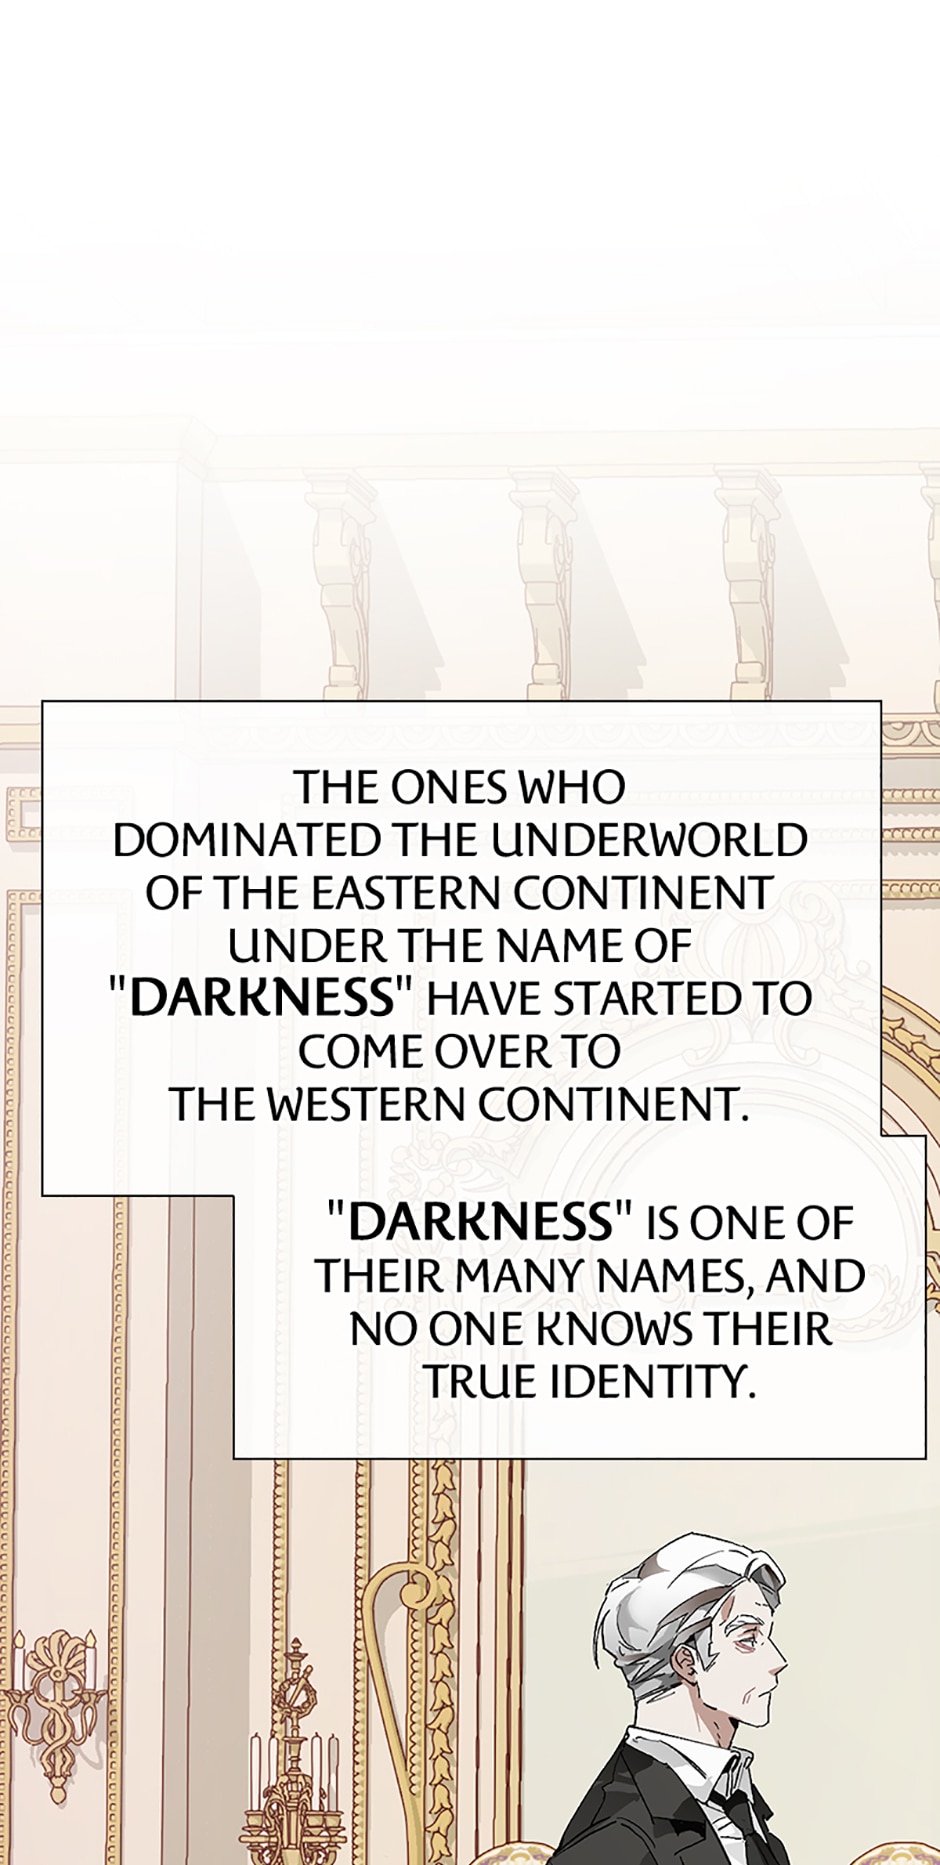 THE ONES WHO
DOMINATED THE UNDERWORLD
OF THE EASTERN CONTINENT
UNDER THE NAME OF
"DARKNESS" HAVE STARTED TO
COME OVER TO
THE WESTERN CONTINENT.
"DARKNESS" IS ONE OF
THEIR MANY NAMES, AND
NO ONE KNOWS THEIR
TRUE IDENTITY.